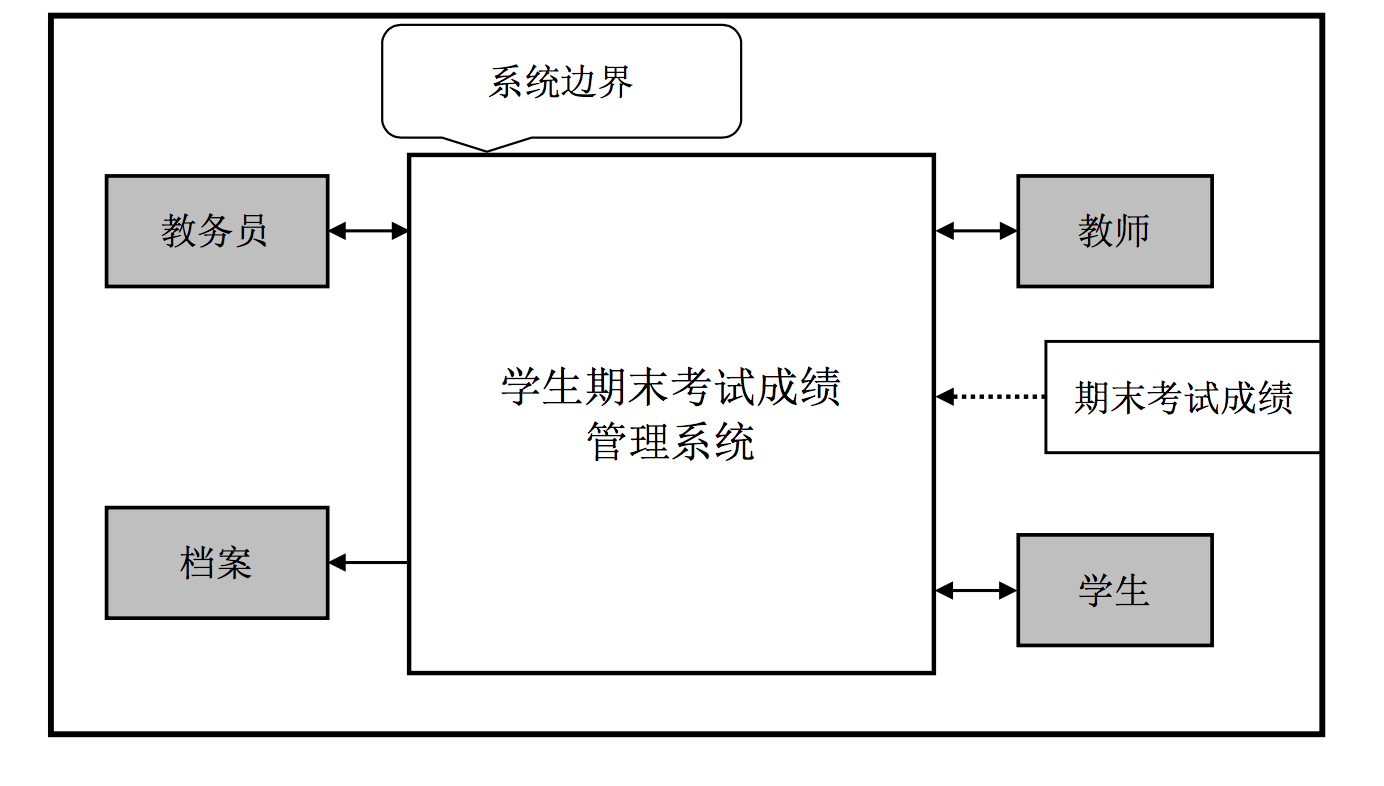 系统边界
教务员
教师
学生期末考试成绩
管理系统
期末考试成绩
档案
学生